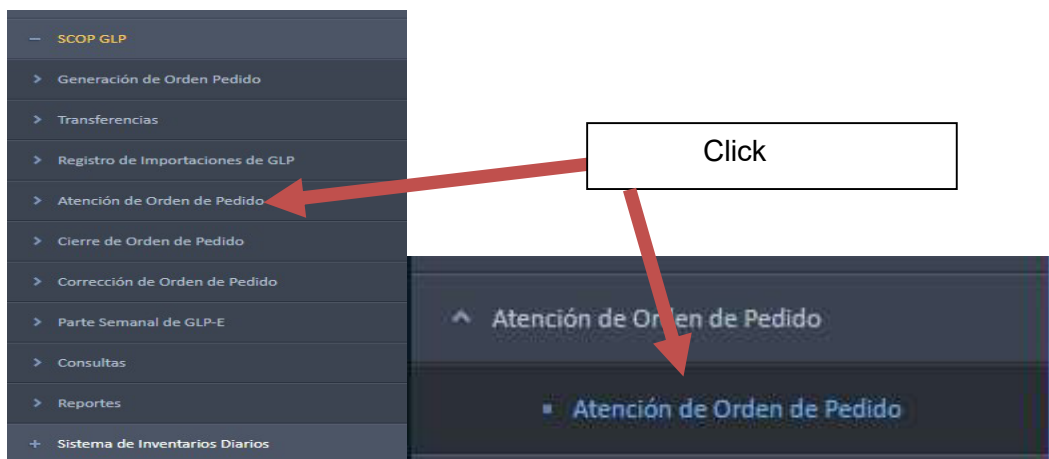 SCOP GLP
Generación de Orden Pedido
Transferencias
Registro de Importaciones de GLP
Atención de Orden de Pedido
Cierre de Orden de Pedido
Corrección de Orden de Pedido
Parte Semanal de GLP-E
Consultas
Reportes
Sistema de Inventarios Diarios
Click
Atención de Orden de Pedido
Atención de Orden de Pedido